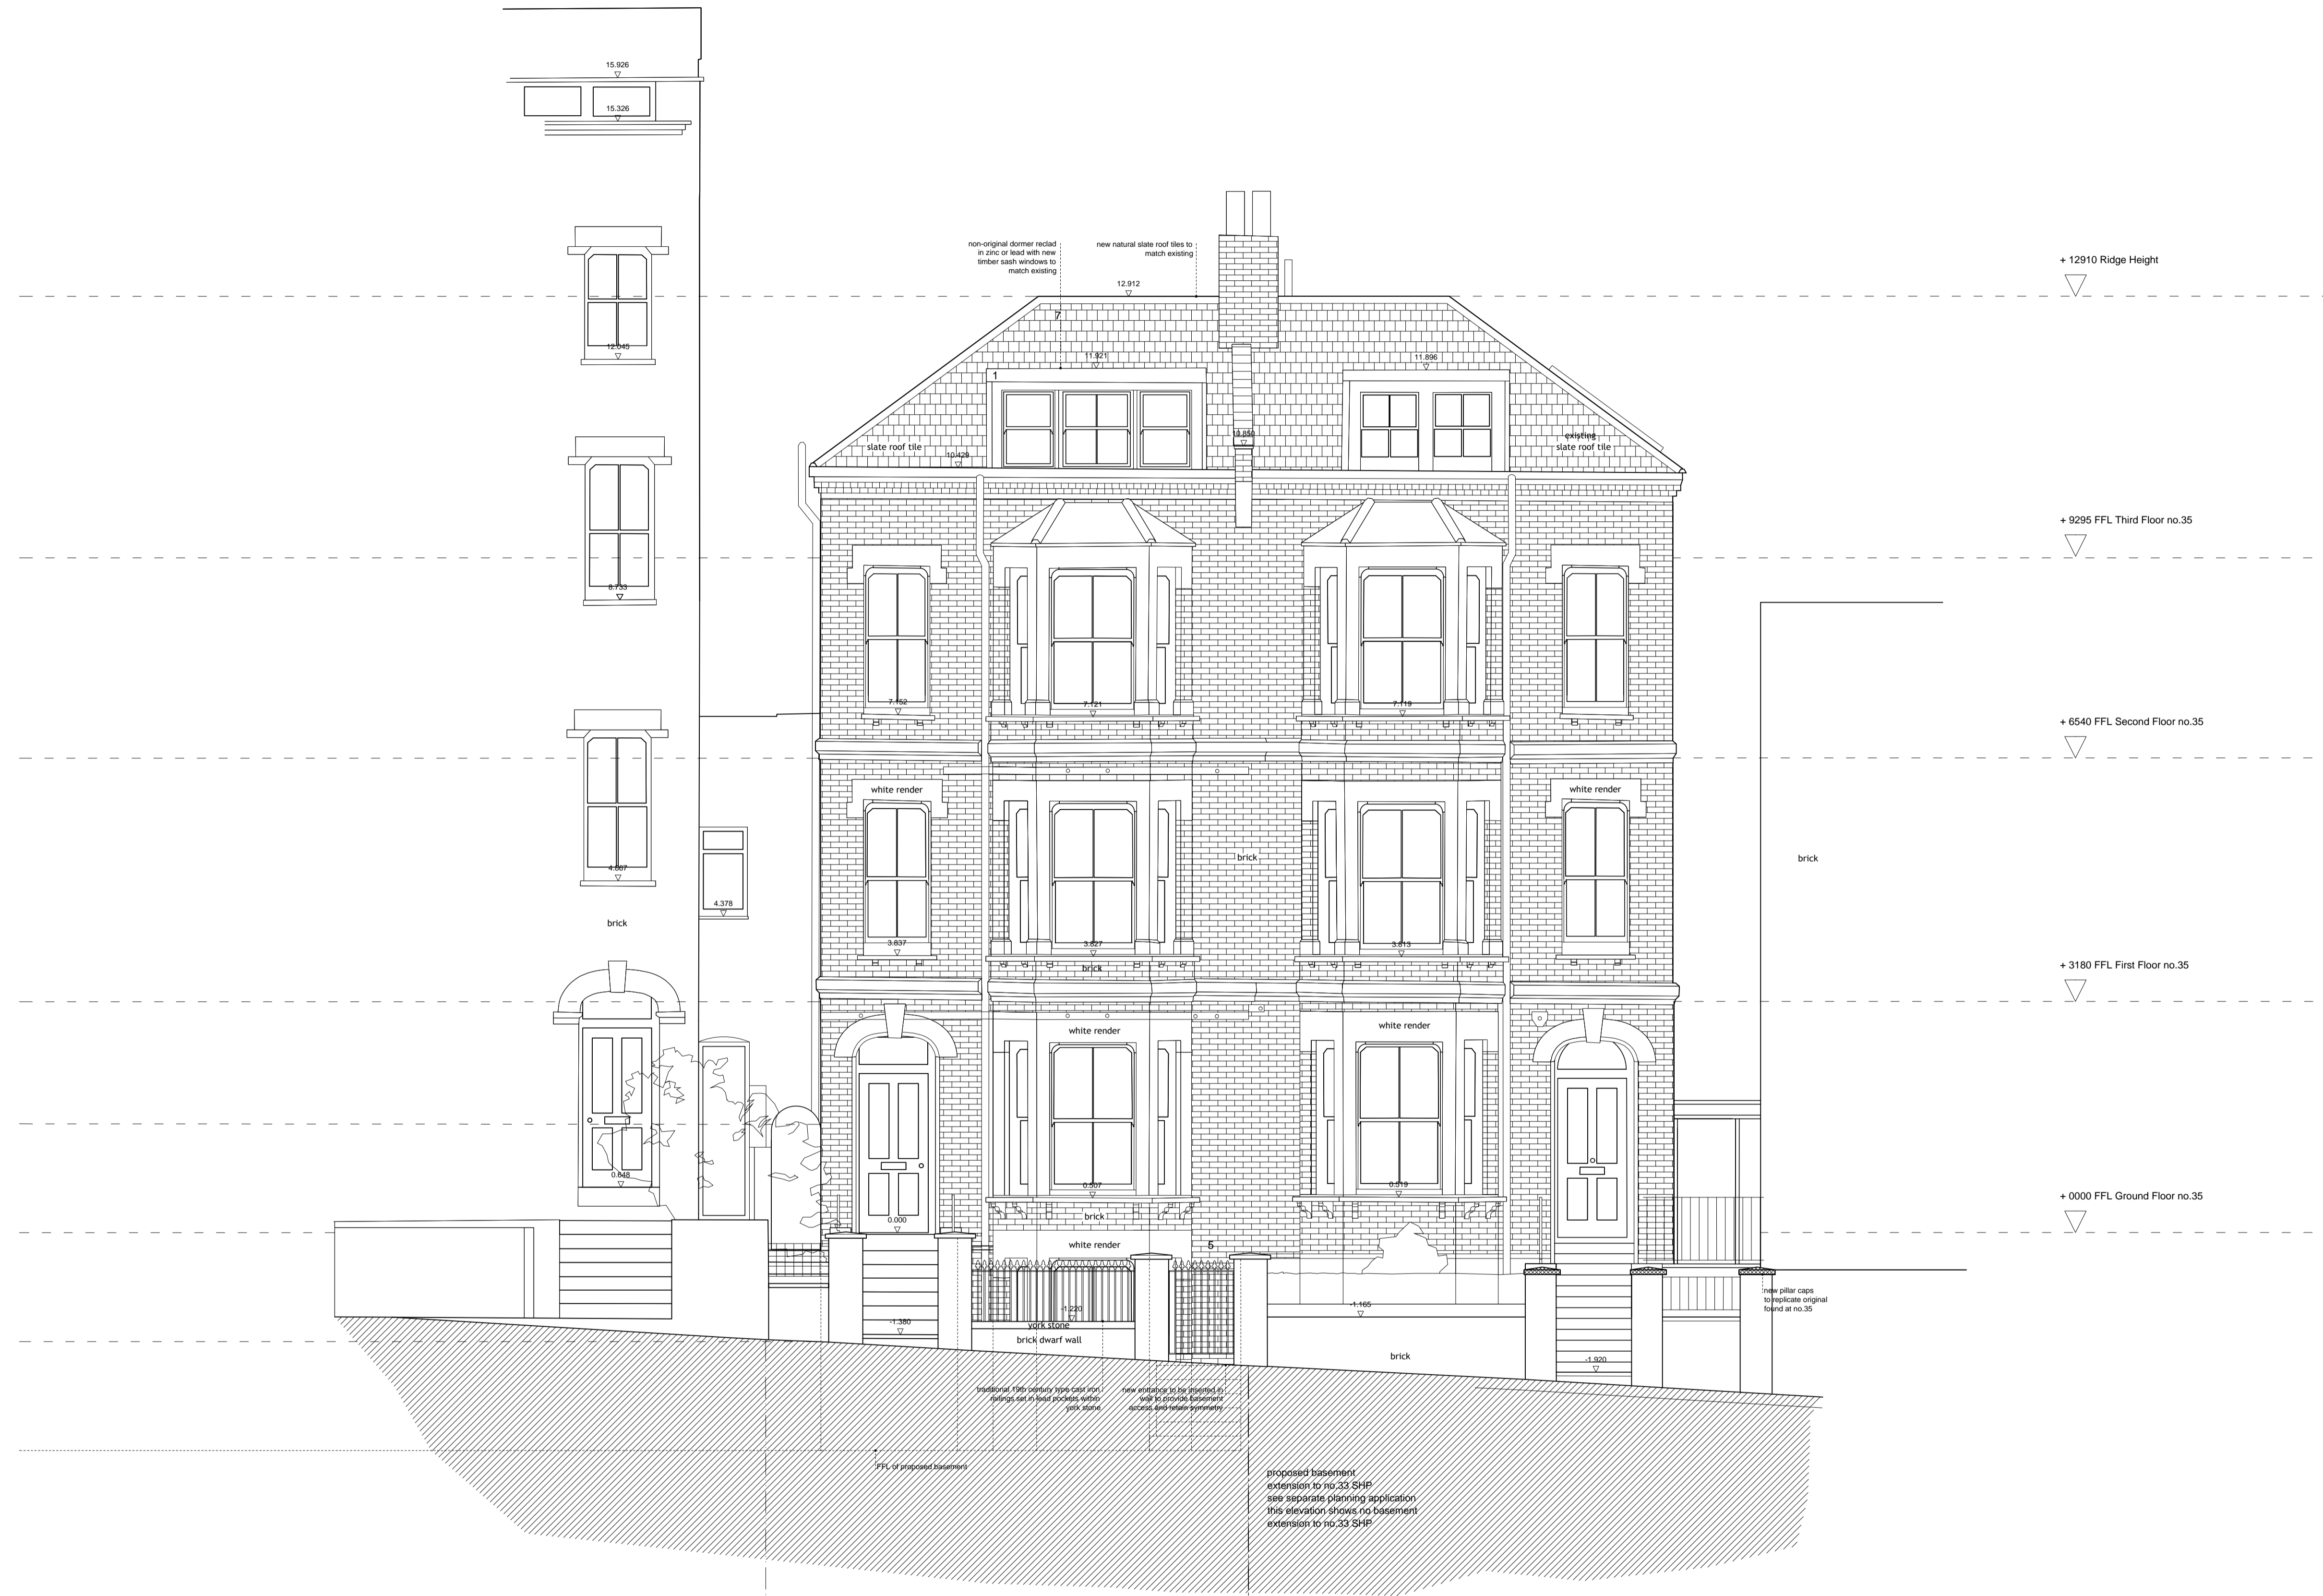 15.926
15.326
non-original dormer reclad
in zinc or lead with new
timber sash windows to
match existing
new natural slate roof tiles to
match existing
+ 12910 Ridge Height
12.912
7
12.045
11.921
11.896
1
10.850
existing
slate roof tile
slate roof tile
10.429
+ 9295 FFL Third Floor no.35
8.733
7.152
7.121
7.119
+ 6540 FFL Second Floor no.35
white render
white render
brick
brick
4.667
4.378
brick
3.837
3.827
3.813
brick
+ 3180 FFL First Floor no.35
white render
white render
0.648
0.507
0.519
+ 0000 FFL Ground Floor no.35
brick
0.000
white render
5
new pillar caps
to replicate original
found at no.35
-1.220
-1.165
-1.380
york stone
brick dwarf wall
brick
-1.920
traditional 19th century type cast iron
railings set in lead pockets within
york stone
new entrance to be inserted in
wall to provide basement
access and retain symmetry
FFL of proposed basement
proposed basement
extension to no.33 SHP
see separate planning application
this elevation shows no basement
extension to no.33 SHP